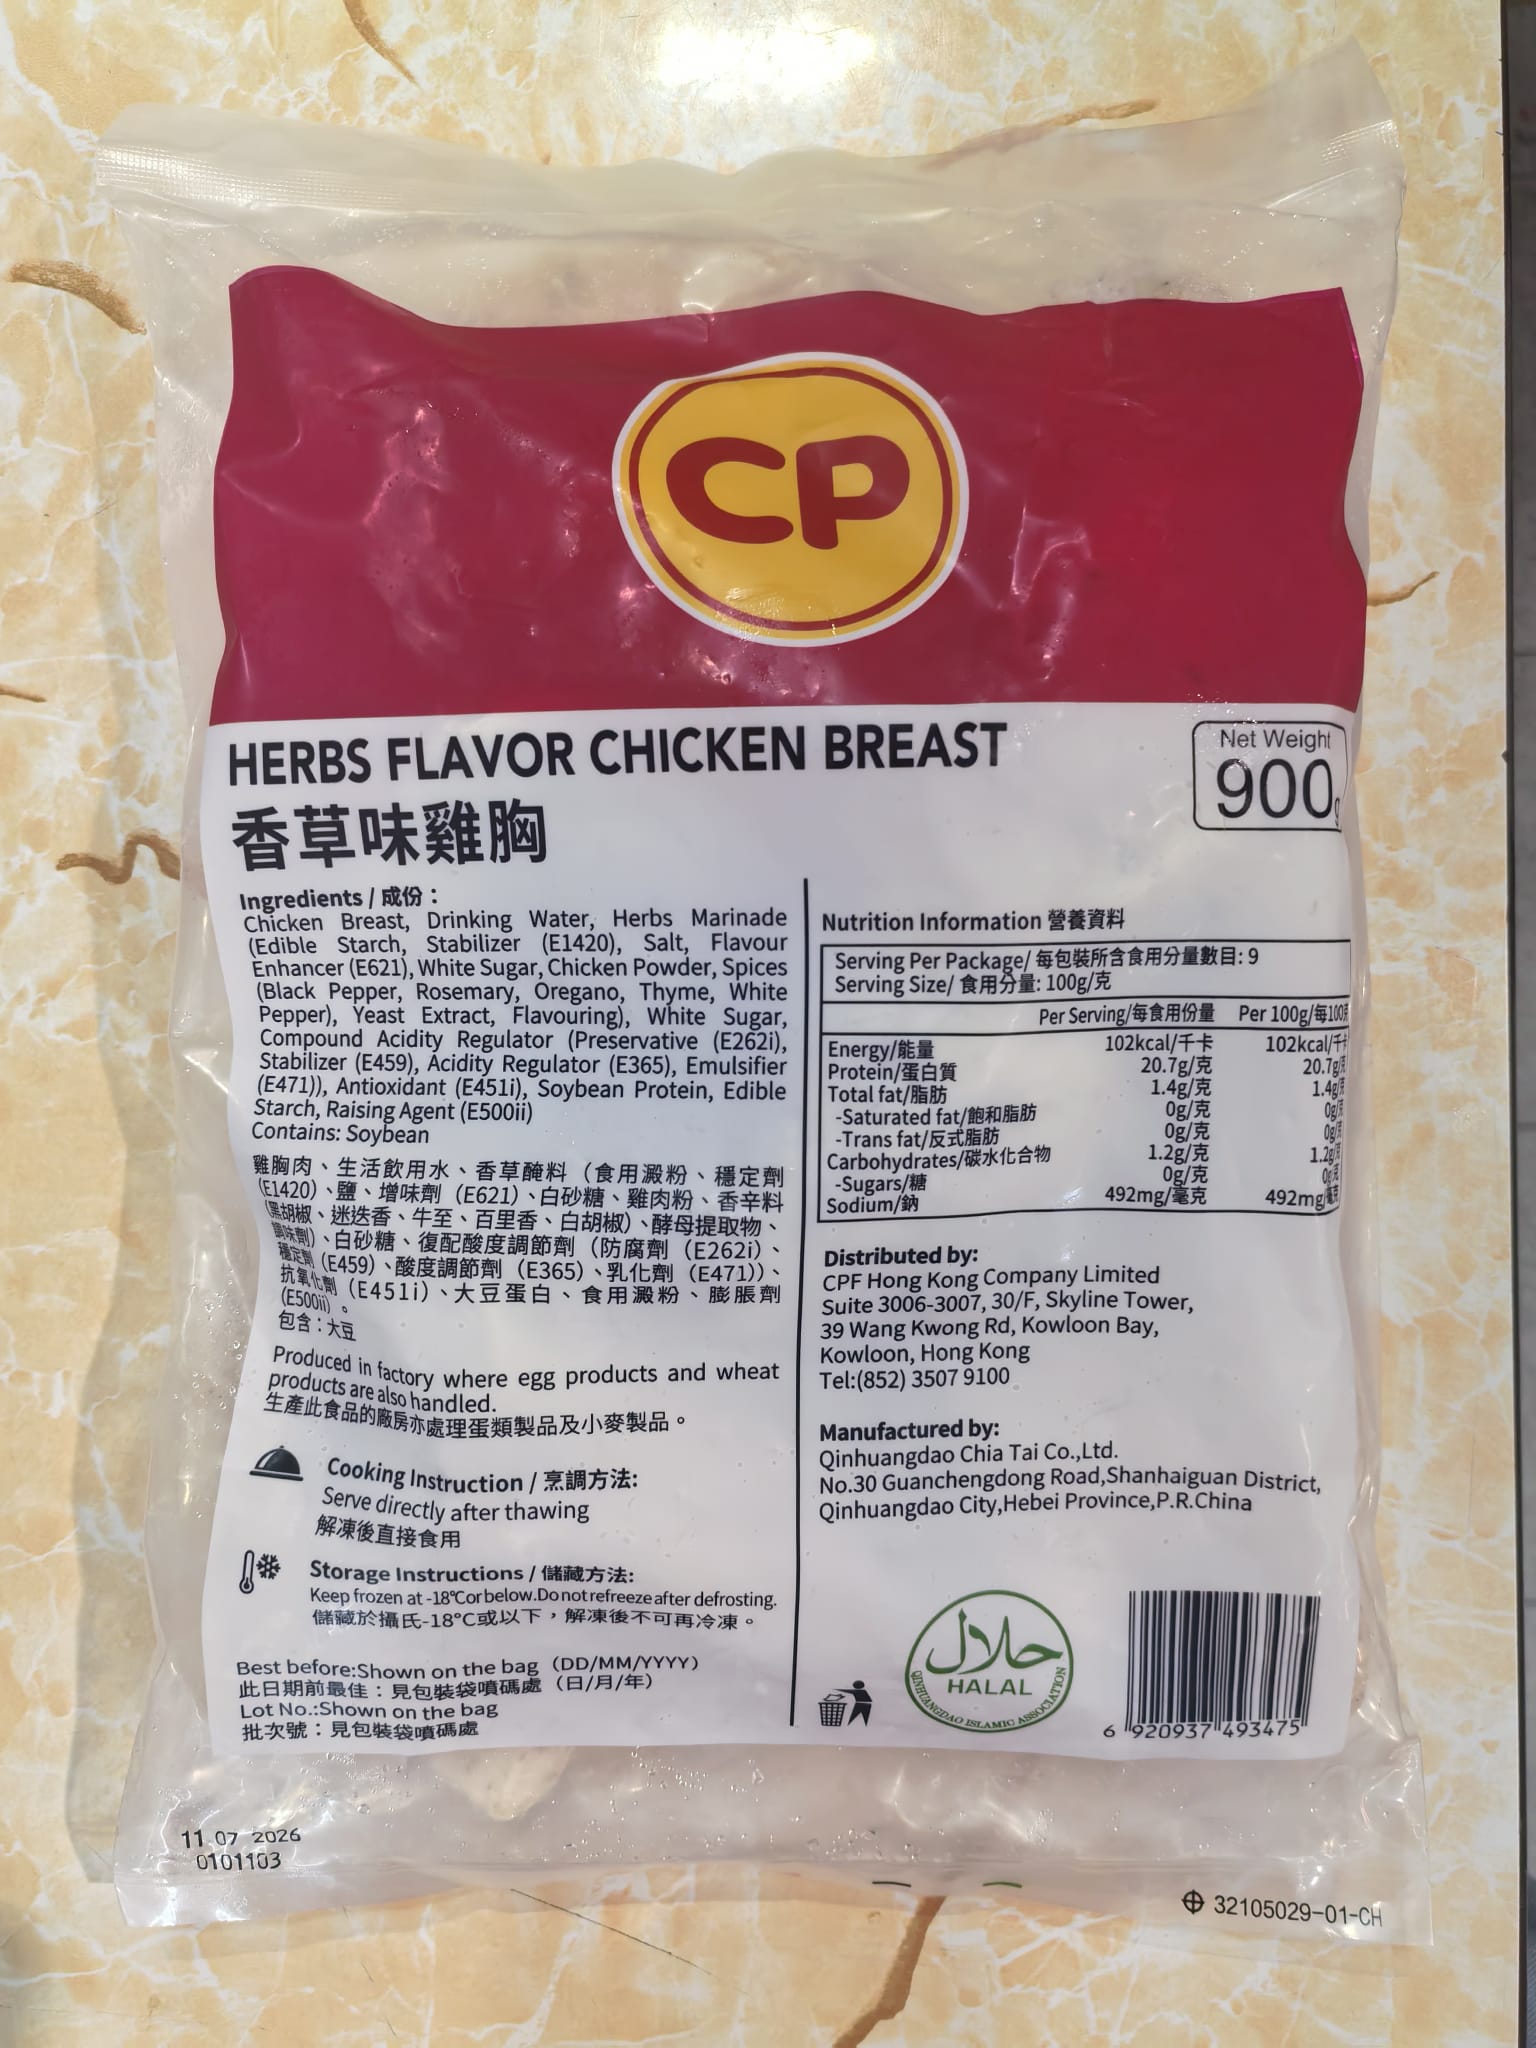 CP
HERBS FLAVOR CHICKEN BREAST
香草味雞胸
Net Weight
900g
Ingredients / 成份：
Chicken Breast, Drinking Water, Herbs Marinade
(Edible Starch, Stabilizer (E1420), Salt, Flavour
Enhancer (E621), White Sugar, Chicken Powder, Spices
(Black Pepper, Rosemary, Oregano, Thyme, White
Pepper), Yeast Extract, Flavouring), White Sugar,
Compound Acidity Regulator (Preservative (E262i),
Stabilizer (E459), Acidity Regulator (E365), Emulsifier
(E471)), Antioxidant (E451i), Soybean Protein, Edible
Starch, Raising Agent (E500ii)
Contains: Soybean
雞胸肉、生活飲用水、香草醃料（食用澱粉、穩定劑
(E1420)、鹽、增味劑（E621）、白砂糖、雞肉粉、香辛料
(黑胡椒、迷迭香、牛至、百里香、白胡椒)、酵母提取物、
調味劑)、白砂糖、復配酸度調節劑（防腐劑（E262i）、
穩定劑（E459）、酸度調節劑（E365）、乳化劑（E471））、
抗氧化劑（E451i）、大豆蛋白、食用澱粉、膨脹劑
(E500ii)。
包含：大豆
Produced in factory where egg products and wheat
products are also handled.
生產此食品的廠房亦處理蛋類製品及小麥製品。
Cooking Instruction / 烹調方法:
Serve directly after thawing
解凍後直接食用
Storage Instructions / 儲藏方法:
Keep frozen at -18℃ or below. Do not refreeze after defrosting.
儲藏於攝氏-18°C或以下，解凍後不可再冷凍。
Best before:Shown on the bag（DD/MM/YYYY）
此日期前最佳：見包裝袋噴碼處（日/月/年）
Lot No.:Shown on the bag
批次號：見包裝袋噴碼處
Nutrition Information 營養資料
Serving Per Package/ 每包裝所含食用分量數目: 9
Serving Size/ 食用分量: 100g/克
Per Serving/每食用份量 Per 100g/每100克
Energy/能量 102kcal/千卡 102kcal/千卡
Protein/蛋白質 20.7g/克 20.7g/克
Total fat/脂肪 1.4g/克 1.4g/克
-Saturated fat/飽和脂肪 0g/克 0g/克
-Trans fat/反式脂肪 0g/克 0g/克
Carbohydrates/碳水化合物 1.2g/克 1.2g/克
-Sugars/糖 0g/克 0g/克
Sodium/鈉 492mg/毫克 492mg/毫克
Distributed by:
CPF Hong Kong Company Limited
Suite 3006-3007, 30/F, Skyline Tower,
39 Wang Kwong Rd, Kowloon Bay,
Kowloon, Hong Kong
Tel:(852) 3507 9100
Manufactured by:
Qinhuangdao Chia Tai Co.,Ltd.
No.30 Guanchengdong Road,Shanhaiguan District,
Qinhuangdao City,Hebei Province,P.R.China
حلال
HALAL
QINHUANGDAO ISLAMIC ASSOCIATION
6 920937 493475
11 07 2026
0101103
32105029-01-CH